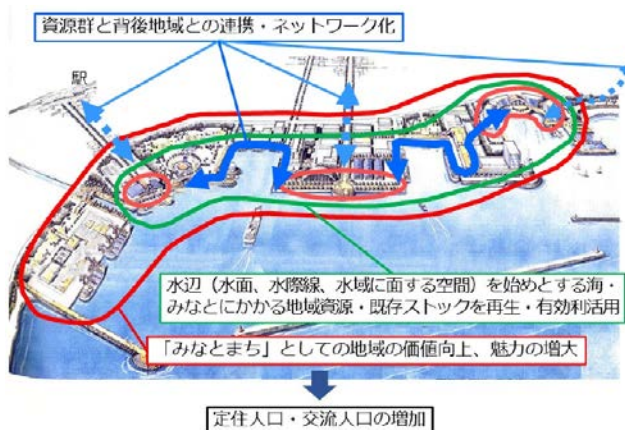 資源群と背後地域との連携・ネットワーク化
駅
水辺（水面、水際線、水域に面する空間）を始めとする海・
みなとにかかる地域資源・既存ストックを再生・有効利活用
「みなとまち」としての地域の価値向上、魅力の増大
定住人口・交流人口の増加